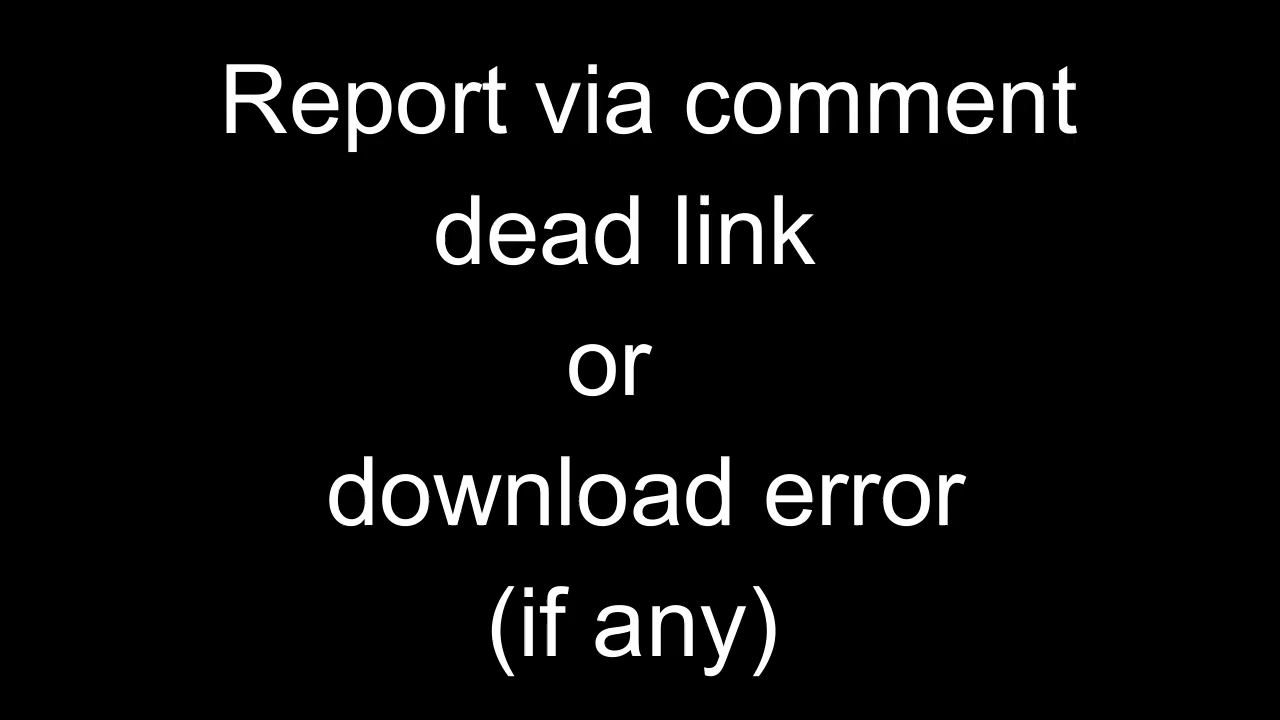 Report via comment
dead link
or
download error
(if any)